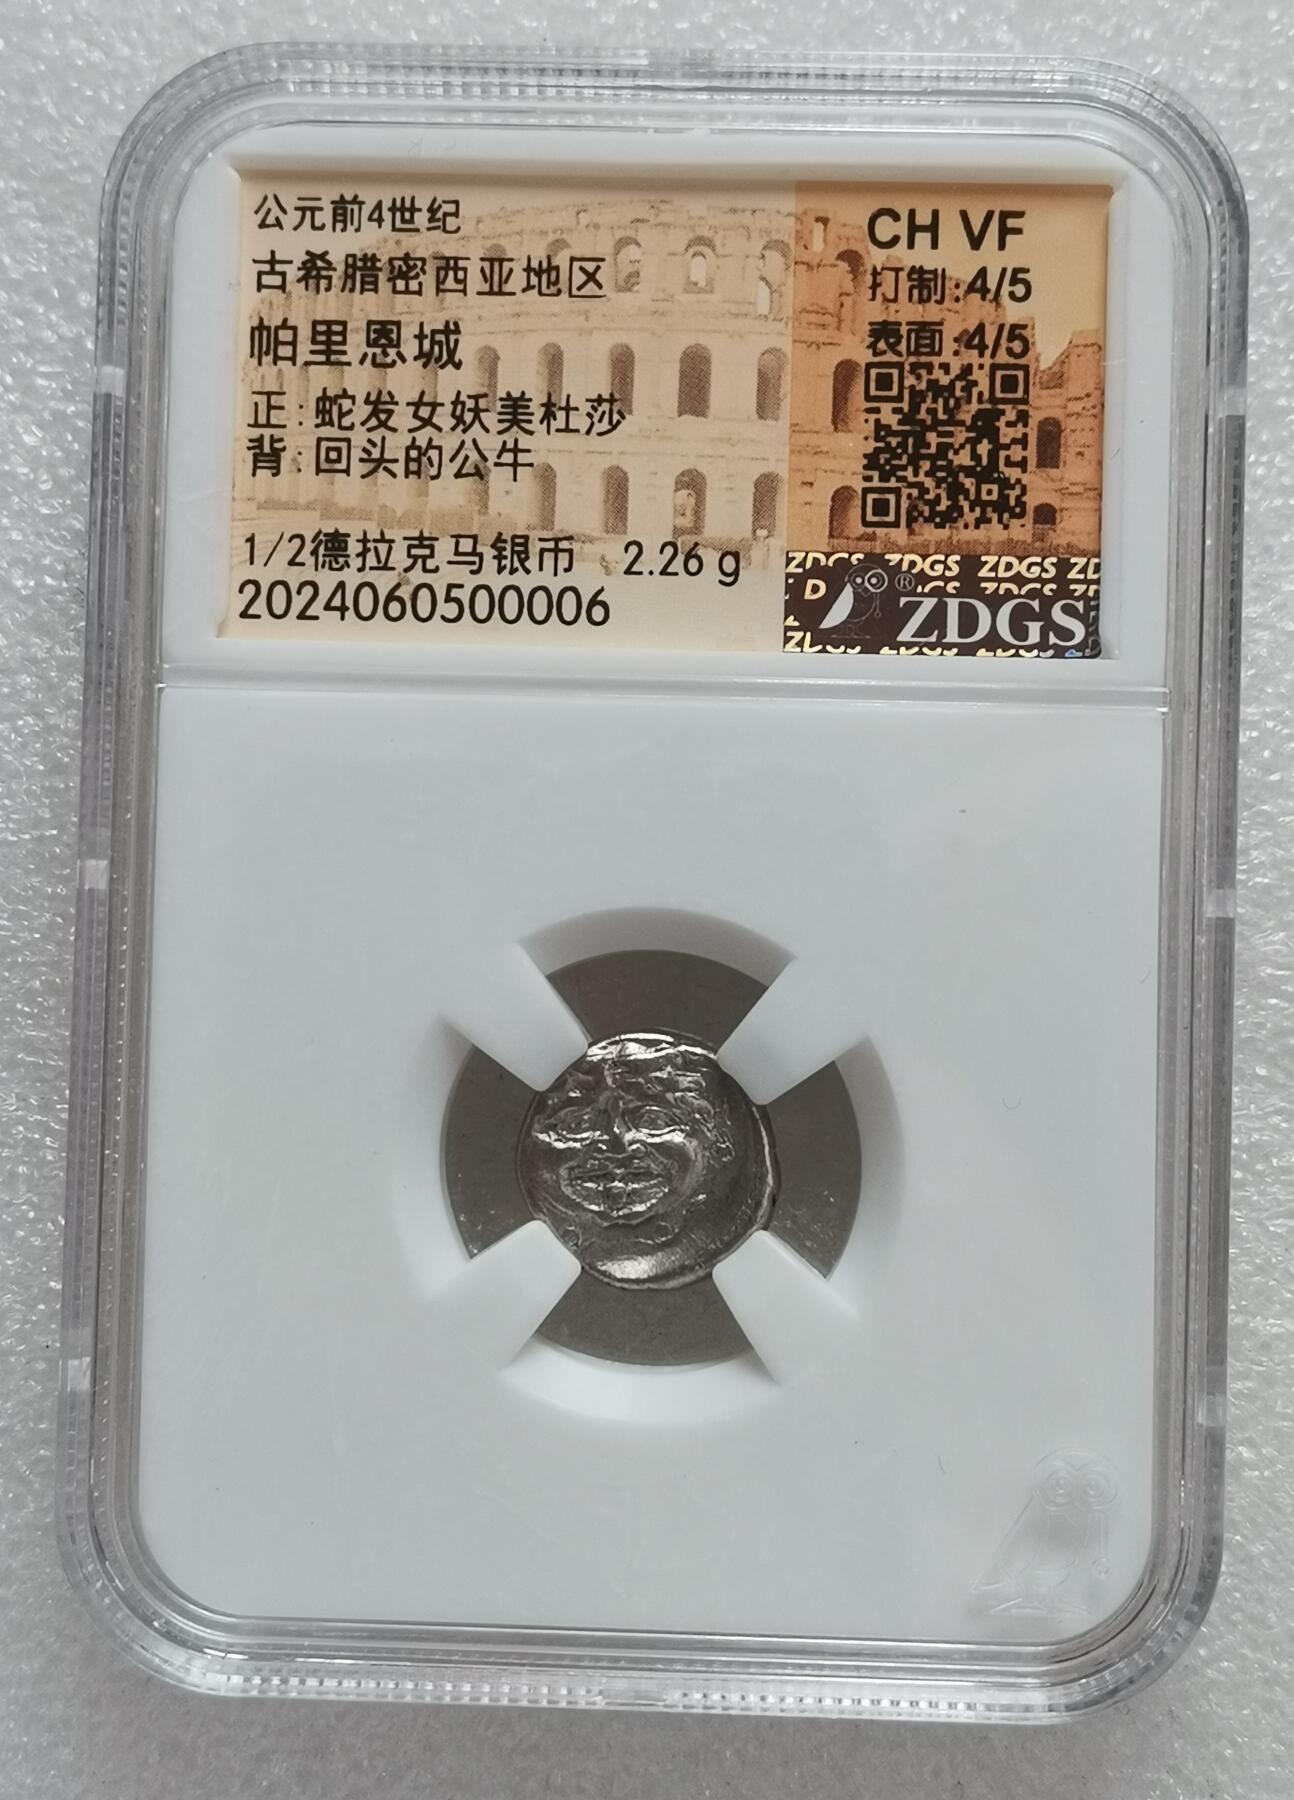 公元前4世纪
古希腊密西亚地区
帕里恩城
正:蛇发女妖美杜莎
背:回头的公牛
1/2德拉克马银币 2.26 g
2024060500006
CH VF
打制:4/5
表面:4/5
ZDGS ZDGS ZDGS
®
ZDGS